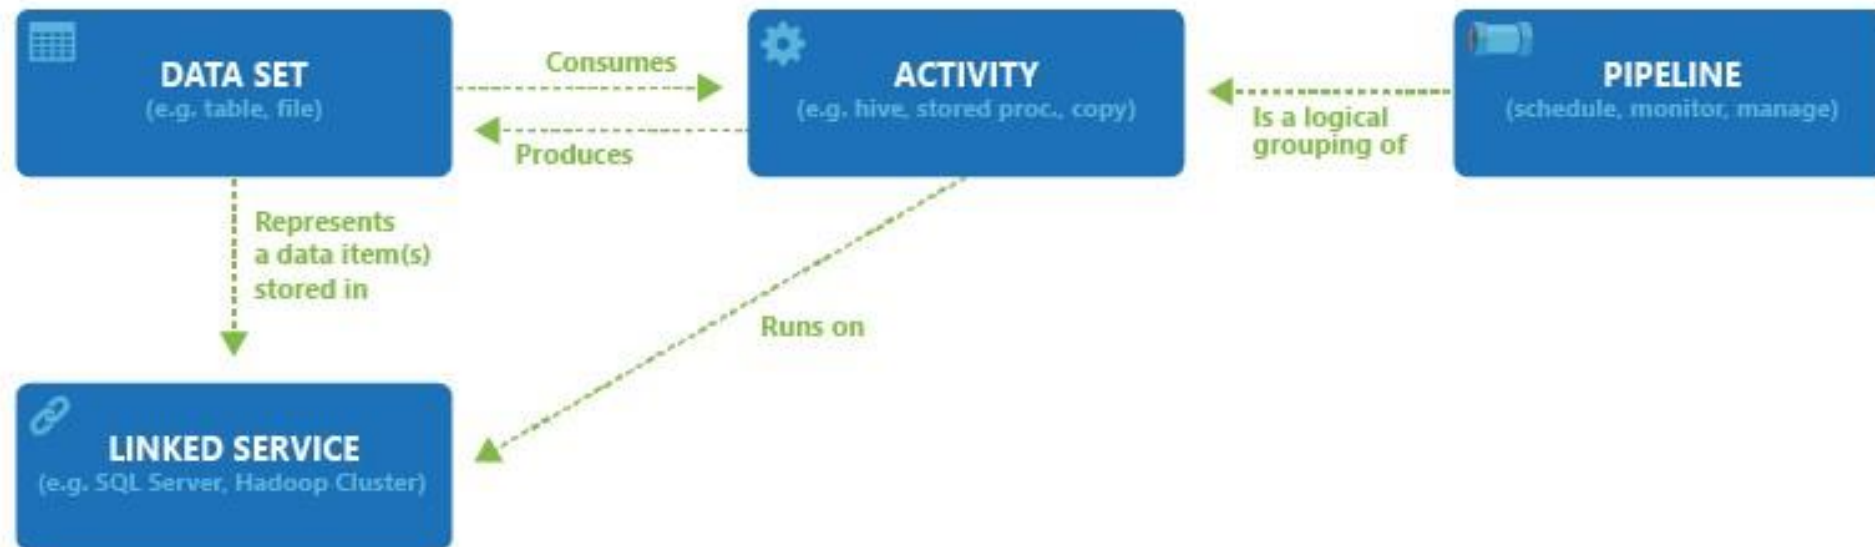 DATA SET
(e.g. table, file)
Consumes
Produces
ACTIVITY
(e.g. hive, stored proc., copy)
Is a logical
grouping of
PIPELINE
(schedule, monitor, manage)
Represents
a data item(s)
stored in
Runs on
LINKED SERVICE
(e.g. SQL Server, Hadoop Cluster)